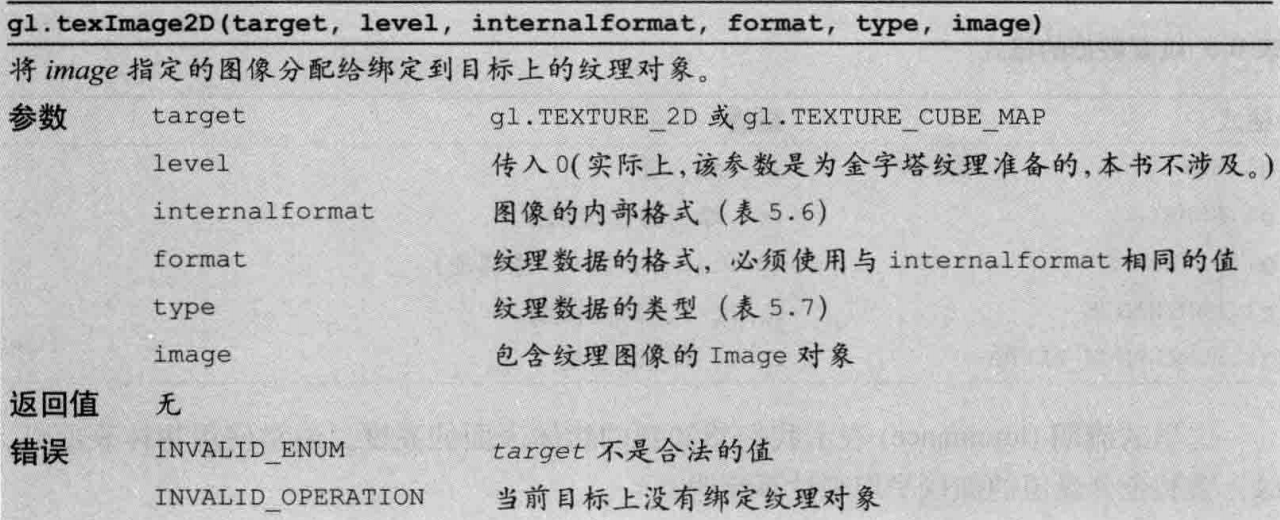 gl.texImage2D(target, level, internalformat, format, type, image)
将 image 指定的图像分配给绑定到目标上的纹理对象。
参数 target gl.TEXTURE_2D 或 gl.TEXTURE_CUBE_MAP
level 传入 0(实际上,该参数是为金字塔纹理准备的,本书不涉及。)
internalformat 图像的内部格式 (表 5.6)
format 纹理数据的格式, 必须使用与 internalformat 相同的值
type 纹理数据的类型 (表 5.7)
image 包含纹理图像的 Image 对象
返回值 无
错误 INVALID_ENUM target 不是合法的值
INVALID_OPERATION 当前目标上没有绑定纹理对象